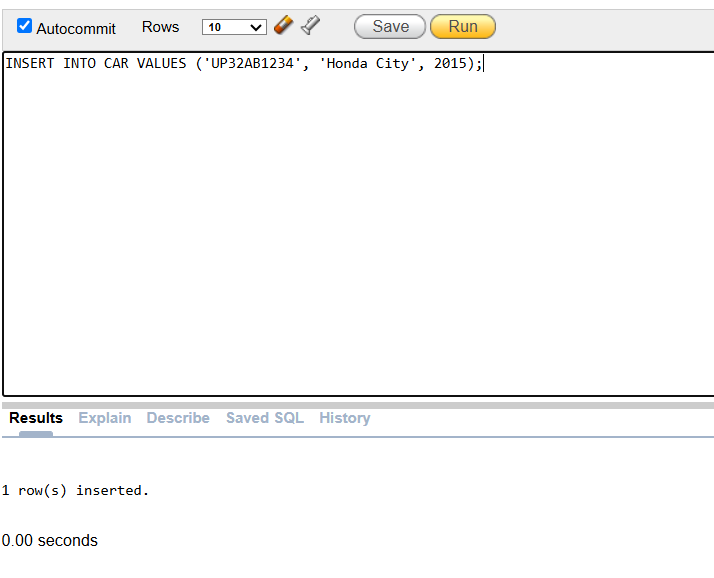 Autocommit Rows 10 Save Run
INSERT INTO CAR VALUES ('UP32AB1234', 'Honda City', 2015);
Results Explain Describe Saved SQL History
1 row(s) inserted.
0.00 seconds